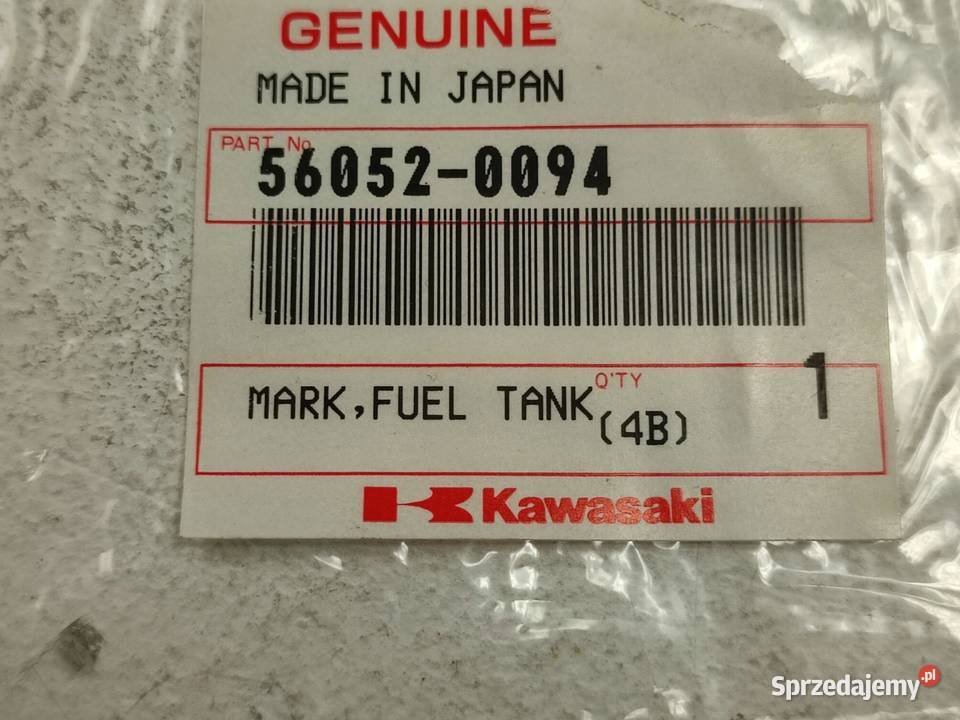 GENUINE
MADE IN JAPAN
PART No.
56052-0094
MARK,FUEL TANK
Q'TY
1
(4B)
Kawasaki
Sprzedajemy.pl